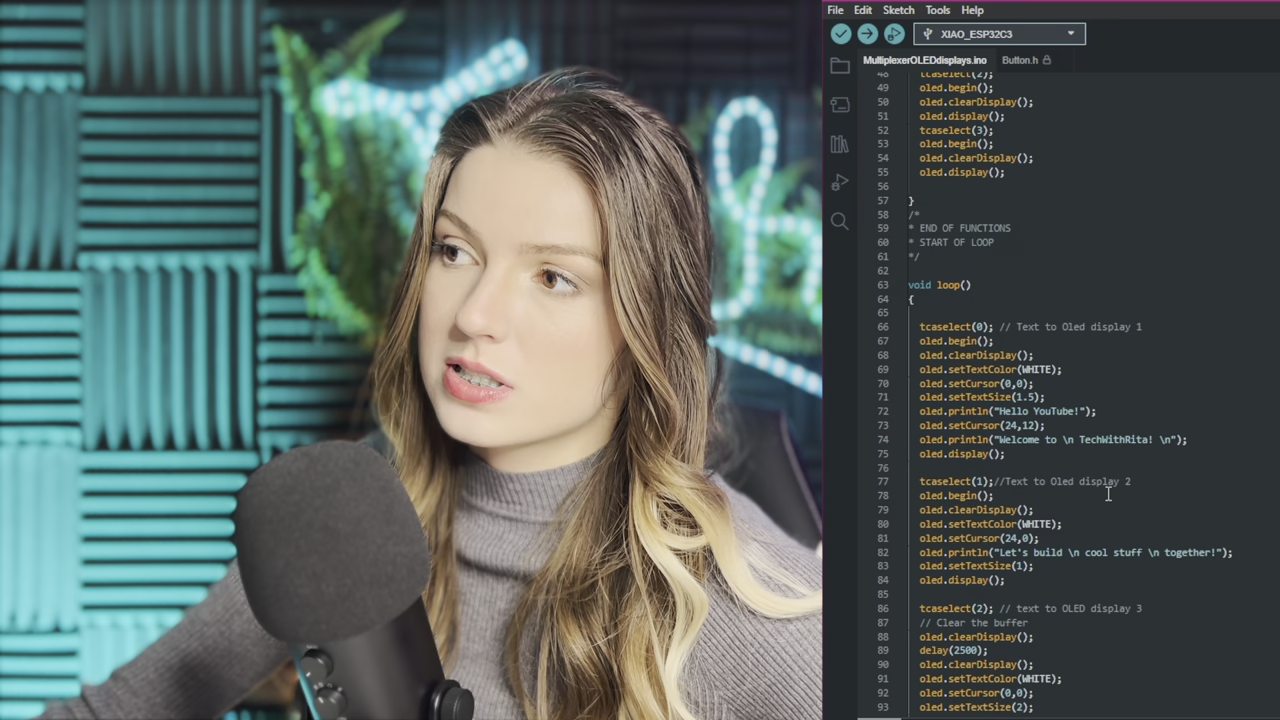 File Edit Sketch Tools Help
XIAO_ESP32C3
MultiplexerOLEDdisplays.ino Button.h
48 tcaselect(2);
49 oled.begin();
50 oled.clearDisplay();
51 oled.display();
52 tcaselect(3);
53 oled.begin();
54 oled.clearDisplay();
55 oled.display();
56
57 }
58 /*
59 * END OF FUNCTIONS
60 * START OF LOOP
61 */
62
63 void loop()
64 {
65
66 tcaselect(0); // Text to Oled display 1
67 oled.begin();
68 oled.clearDisplay();
69 oled.setTextColor(WHITE);
70 oled.setCursor(0,0);
71 oled.setTextSize(1.5);
72 oled.println("Hello YouTube!");
73 oled.setCursor(24,12);
74 oled.println("Welcome to \n TechWithRita! \n");
75 oled.display();
76
77 tcaselect(1);//Text to Oled display 2
78 oled.begin();
79 oled.clearDisplay();
80 oled.setTextColor(WHITE);
81 oled.setCursor(24,0);
82 oled.println("Let's build \n cool stuff \n together!");
83 oled.setTextSize(1);
84 oled.display();
85
86 tcaselect(2); // text to OLED display 3
87 // Clear the buffer
88 oled.clearDisplay();
89 delay(2500);
90 oled.clearDisplay();
91 oled.setTextColor(WHITE);
92 oled.setCursor(0,0);
93 oled.setTextSize(2);